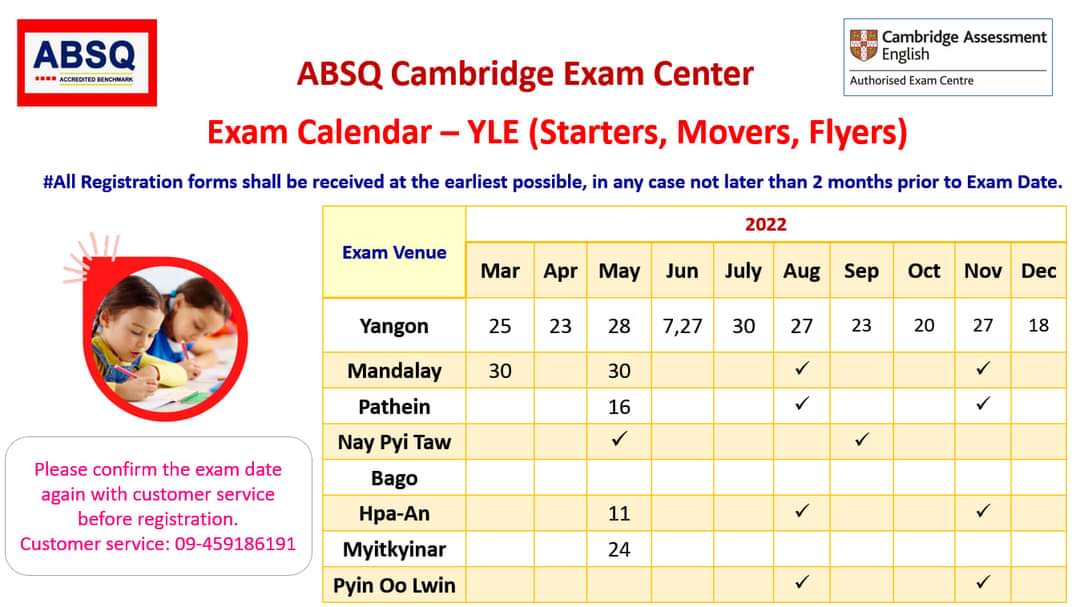 ABSQ
ACCREDITED BENCHMARK
Cambridge Assessment
English
Authorised Exam Centre
ABSQ Cambridge Exam Center
Exam Calendar – YLE (Starters, Movers, Flyers)
#All Registration forms shall be received at the earliest possible, in any case not later than 2 months prior to Exam Date.
Exam Venue 2022
Mar Apr May Jun July Aug Sep Oct Nov Dec
Yangon 25 23 28 7,27 30 27 23 20 27 18
Mandalay 30 30 ✓ ✓
Pathein 16 ✓ ✓
Nay Pyi Taw ✓ ✓
Bago
Hpa-An 11 ✓ ✓
Myitkyinar 24
Pyin Oo Lwin ✓ ✓
Please confirm the exam date
again with customer service
before registration.
Customer service: 09-459186191